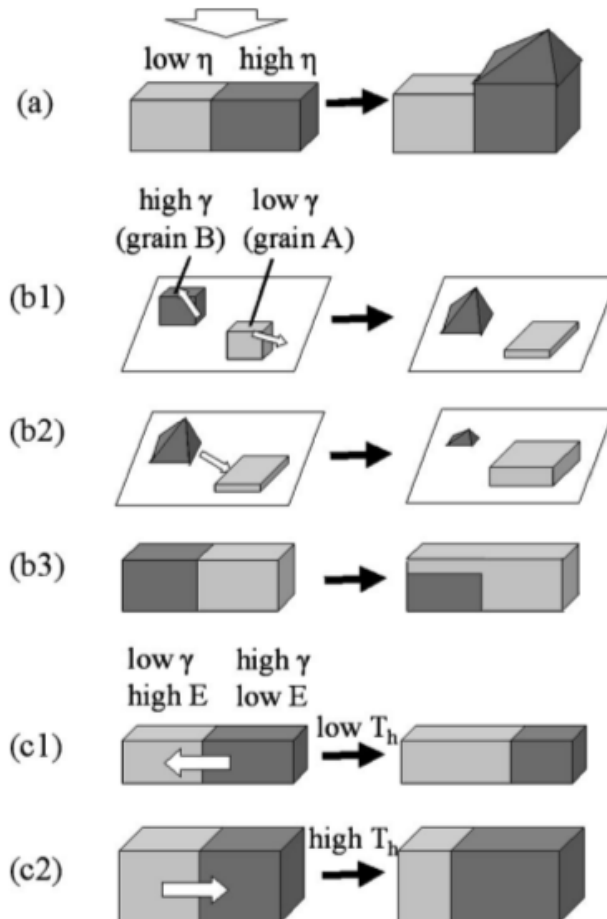 low η high η
(a)
high γ low γ
(grain B) (grain A)
(b1)
(b2)
(b3)
low γ high γ
high E low E
low Th
(c1)
high Th
(c2)